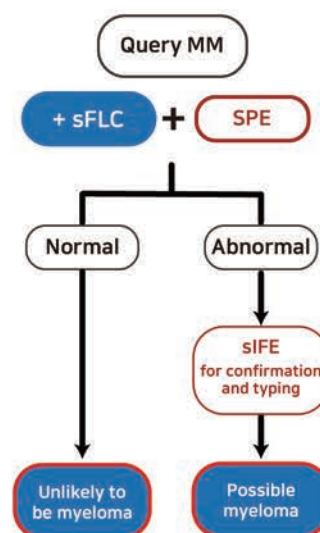 Query MM
+ sFLC + SPE
Normal
Abnormal
sIFE
for confirmation
and typing
Unlikely to
be myeloma
Possible
myeloma